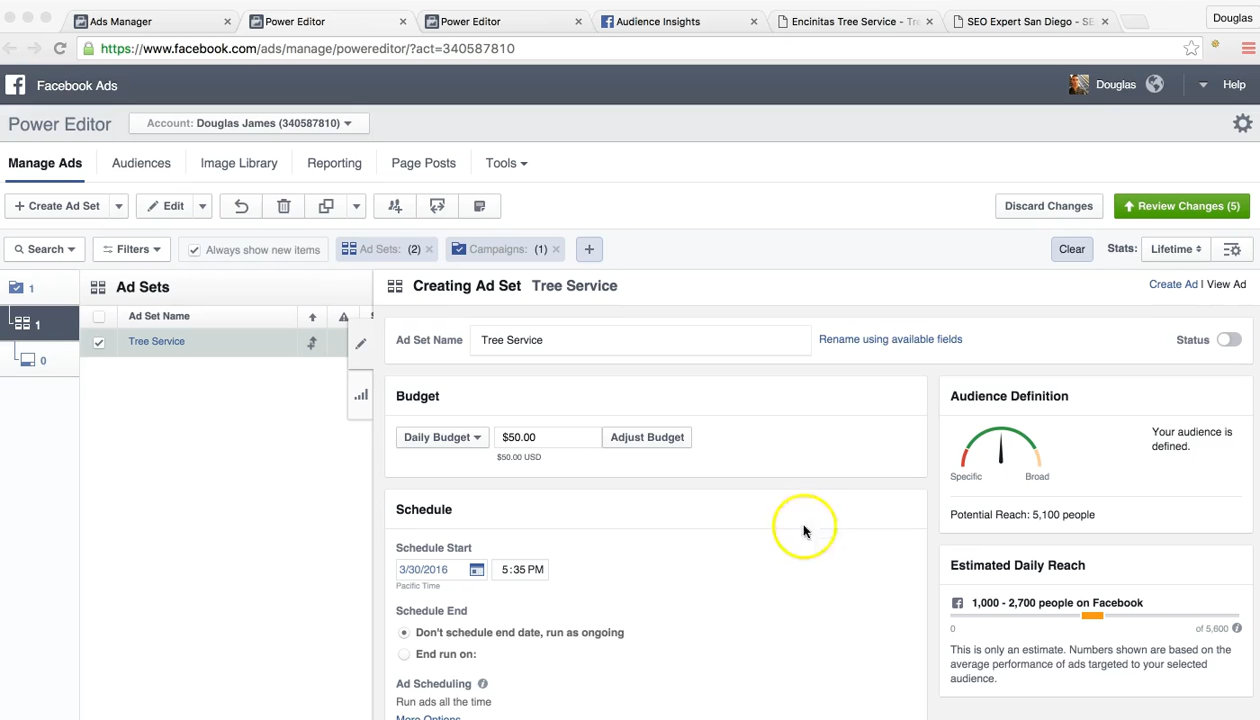 Ads Manager
Power Editor
Power Editor
Audience Insights
Encinitas Tree Service - Tre
SEO Expert San Diego - SE
Douglas
https://www.facebook.com/ads/manage/powereditor/?act=340587810
Facebook Ads
Douglas
Help
Power Editor
Account: Douglas James (340587810)
Manage Ads
Audiences
Image Library
Reporting
Page Posts
Tools
+ Create Ad Set
Edit
Discard Changes
Review Changes (5)
Search
Filters
Always show new items
Ad Sets: (2)
Campaigns: (1)
Clear
Stats:
Lifetime
1
Ad Sets
Creating Ad Set Tree Service
Create Ad | View Ad
1
Ad Set Name
Tree Service
0
Ad Set Name
Tree Service
Rename using available fields
Status
Budget
Daily Budget
$50.00
Adjust Budget
$50.00 USD
Audience Definition
Your audience is
defined.
Specific
Broad
Potential Reach: 5,100 people
Schedule
Schedule Start
3/30/2016
5:35 PM
Pacific Time
Schedule End
Don't schedule end date, run as ongoing
End run on:
Ad Scheduling
Run ads all the time
More Options
Estimated Daily Reach
1,000 - 2,700 people on Facebook
0
of 5,600
This is only an estimate. Numbers shown are based on the
average performance of ads targeted to your selected
audience.